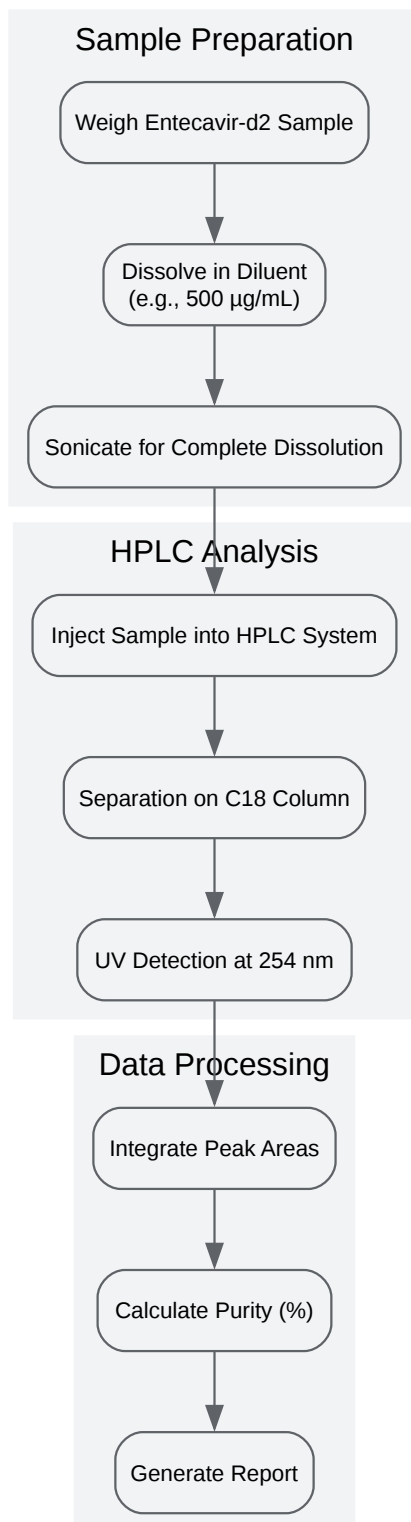 Sample Preparation
Weigh Entecavir-d2 Sample
Dissolve in Diluent
(e.g., 500 µg/mL)
Sonicate for Complete Dissolution
HPLC Analysis
Inject Sample into HPLC System
Separation on C18 Column
UV Detection at 254 nm
Data Processing
Integrate Peak Areas
Calculate Purity (%)
Generate Report